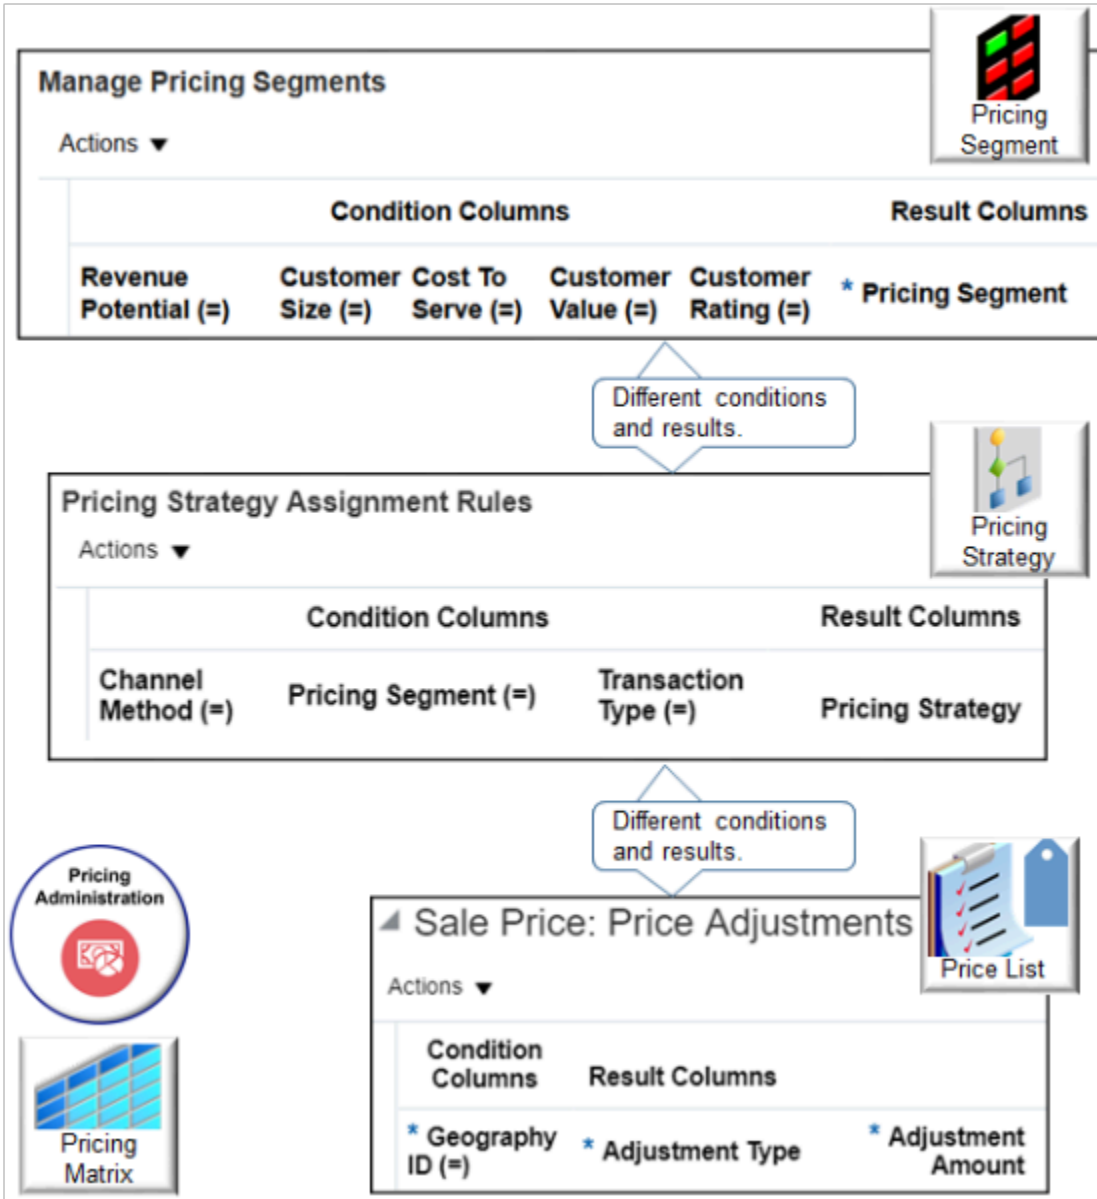 Manage Pricing Segments
Pricing
Segment
Actions ▼
Condition Columns
Result Columns
Revenue
Potential (=)
Customer
Size (=)
Cost To
Serve (=)
Customer
Value (=)
Customer
Rating (=)
* Pricing Segment
Different conditions
and results.
Pricing Strategy Assignment Rules
Pricing
Strategy
Actions ▼
Condition Columns
Result Columns
Channel
Method (=)
Pricing Segment (=)
Transaction
Type (=)
Pricing Strategy
Different conditions
and results.
Pricing
Administration
Sale Price: Price Adjustments
Price List
Actions ▼
Condition
Columns
Result Columns
* Geography
ID (=)
* Adjustment Type
* Adjustment
Amount
Pricing
Matrix